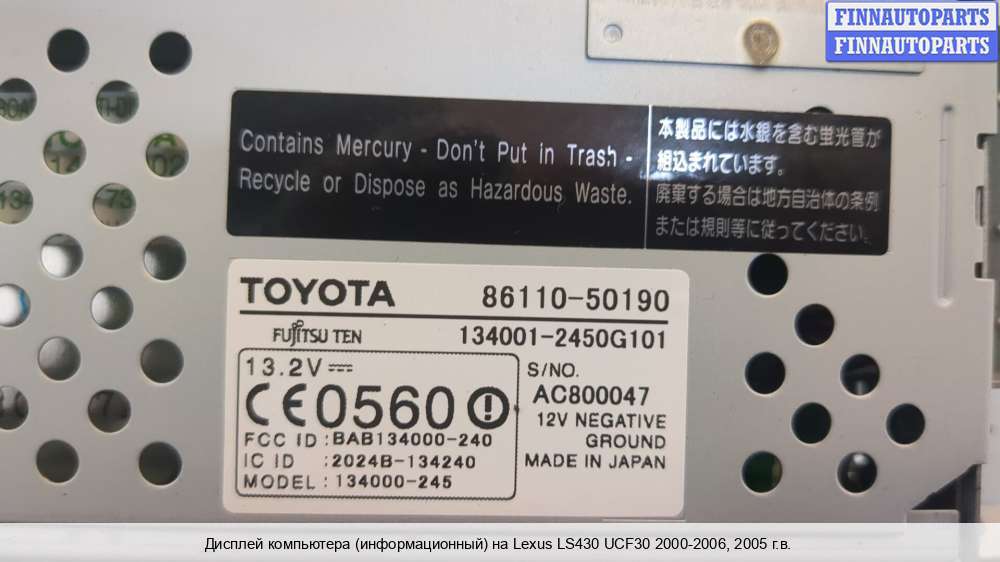 FINNAUTOPARTS
FINNAUTOPARTS
Contains Mercury - Don't Put in Trash -
Recycle or Dispose as Hazardous Waste.
本製品には水銀を含む蛍光管が
組込まれています。
廃棄する場合は地方自治体の条例
または規則等に従ってください。
TOYOTA 86110-50190
FUJITSU TEN 134001-2450G101
13.2V
CE0560
FCC ID : BAB134000-240
IC ID : 2024B-134240
MODEL : 134000-245
S/NO.
AC800047
12V NEGATIVE
GROUND
MADE IN JAPAN
Дисплей компьютера (информационный) на Lexus LS430 UCF30 2000-2006, 2005 г.в.